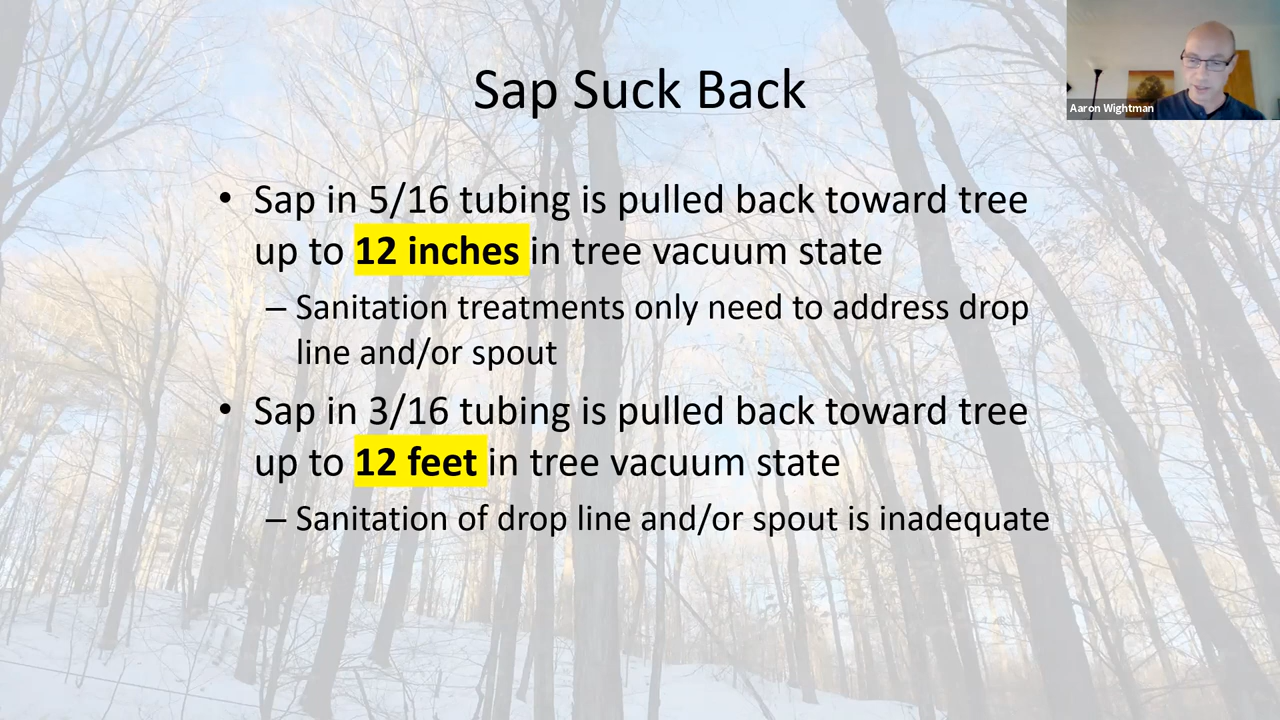 Sap Suck Back
Aaron Wightman
• Sap in 5/16 tubing is pulled back toward tree
up to 12 inches in tree vacuum state
– Sanitation treatments only need to address drop
line and/or spout
• Sap in 3/16 tubing is pulled back toward tree
up to 12 feet in tree vacuum state
– Sanitation of drop line and/or spout is inadequate